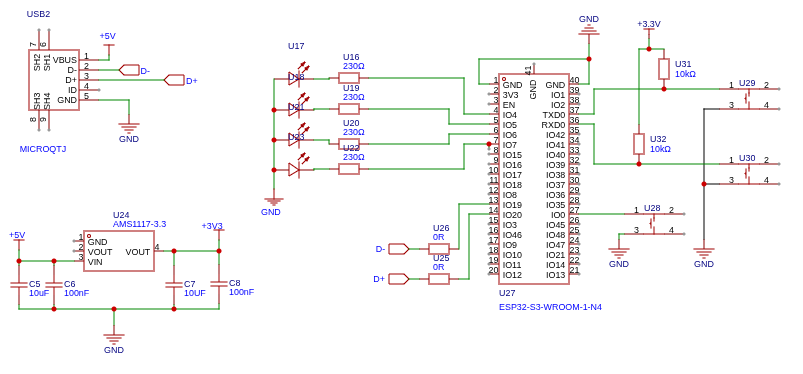 USB2
+5V
7
6
SH2
SH1
VBUS 1
D- 2
D+ 3
ID 4
GND 5
SH3
SH4
8
9
D-
D+
GND
MICROQTJ
U17
U18
U21
U23
U16
230Ω
U19
230Ω
U20
230Ω
U22
230Ω
GND
GND
+3.3V
U31
10kΩ
U32
10kΩ
41
GND
1 GND GND 40
2 3V3 IO1 39
3 EN IO2 38
4 IO4 TXD0 37
5 IO5 RXD0 36
6 IO6 IO42 35
7 IO7 IO41 34
8 IO15 IO40 33
9 IO16 IO39 32
10 IO17 IO38 31
11 IO18 IO37 30
12 IO8 IO36 29
13 IO19 IO35 28
14 IO20 IO0 27
15 IO3 IO45 26
16 IO46 IO48 25
17 IO9 IO47 24
18 IO10 IO21 23
19 IO11 IO14 22
20 IO12 IO13 21
U27
ESP32-S3-WROOM-1-N4
1 U29 2
3 4
1 U30 2
3 4
U28
1 2
3 4
GND
GND
U26
0R
U25
0R
D-
D+
+5V
U24
AMS1117-3.3
1 GND
2 VOUT
3 VIN
VOUT 4
+3V3
C5
10uF
C6
100nF
C7
10UF
C8
100nF
GND